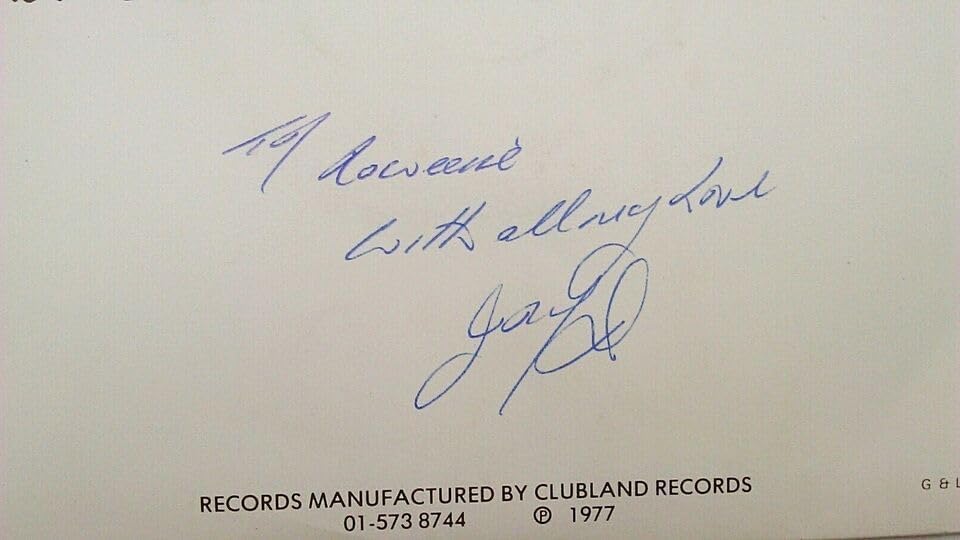 To
with all my Love
RECORDS MANUFACTURED BY CLUBLAND RECORDS
01-573 8744 ℗ 1977
G & L